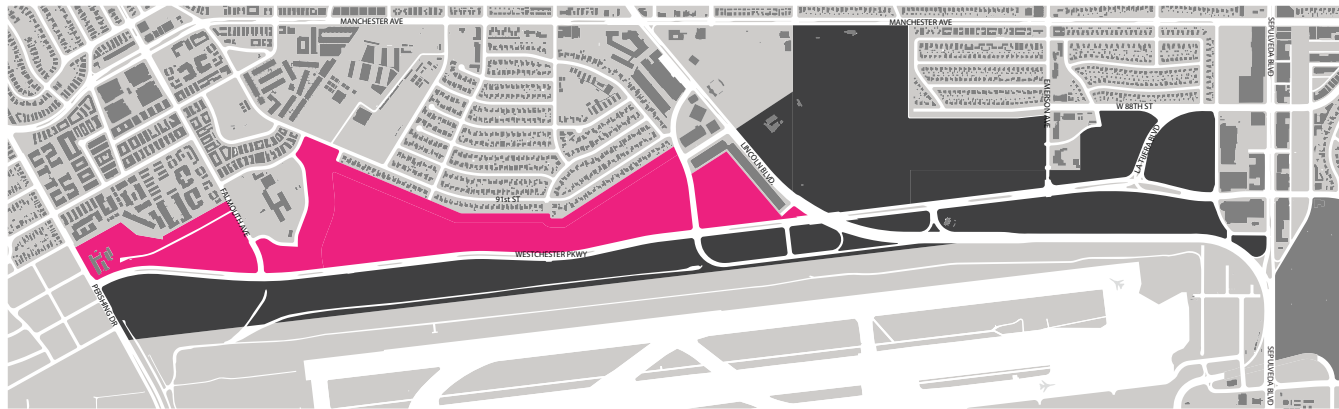 MANCHESTER AVE
MANCHESTER AVE
SEPULVEDA BLVD
EMERSON AVE
W 88TH ST
LA TIJERA BLVD
LINCOLN BLVD
91st ST
FALMOUTH AVE
WESTCHESTER PKWY
PERSHING DR
SEPULVEDA BLVD